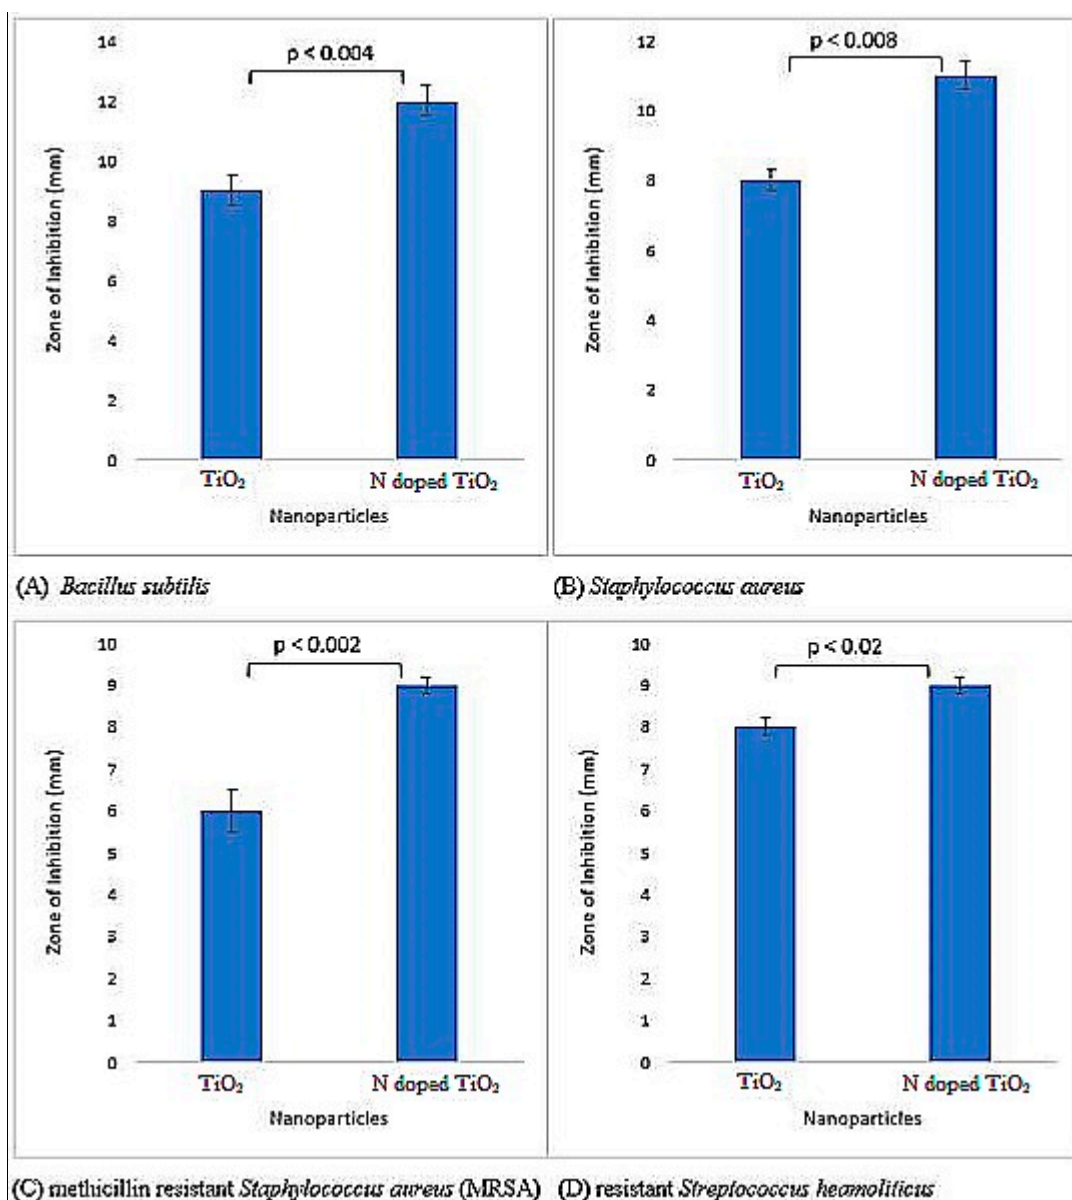 p < 0.004
14
12
10
8
6
4
2
0
Zone of Inhibition (mm)
TiO₂ N doped TiO₂
Nanoparticles
(A) Bacillus subtilis
p < 0.008
12
10
8
6
4
2
0
Zone of Inhibition (mm)
TiO₂ N doped TiO₂
Nanoparticles
(B) Staphylococcus aureus
p < 0.002
10
9
8
7
6
5
4
3
2
1
0
Zone of Inhibition (mm)
TiO₂ N doped TiO₂
Nanoparticles
(C) methicillin resistant Staphylococcus aureus (MRSA)
p < 0.02
10
9
8
7
6
5
4
3
2
1
0
Zone of Inhibition (mm)
TiO₂ N doped TiO₂
Nanoparticles
(D) resistant Streptococcus heamoliticus